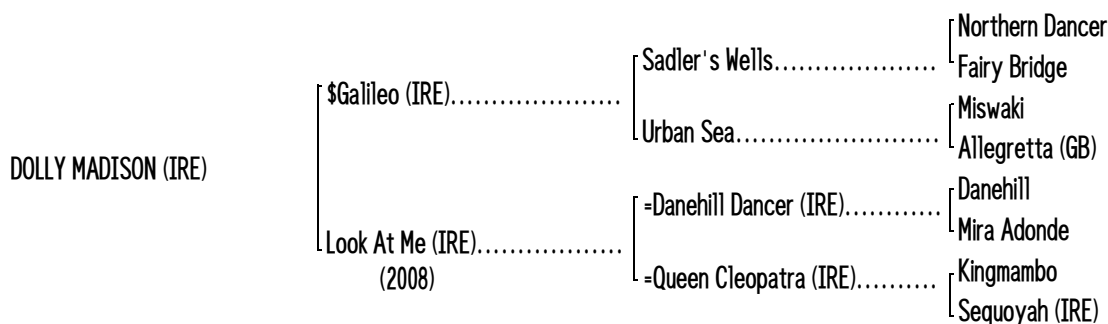 Northern Dancer
Sadler's Wells....................
Fairy Bridge
$Galileo (IRE).....................
Miswaki
Urban Sea.........................
Allegretta (GB)
DOLLY MADISON (IRE)
Danehill
=Danehill Dancer (IRE)............
Mira Adonde
Look At Me (IRE)..................
(2008)
Kingmambo
=Queen Cleopatra (IRE)..........
Sequoyah (IRE)